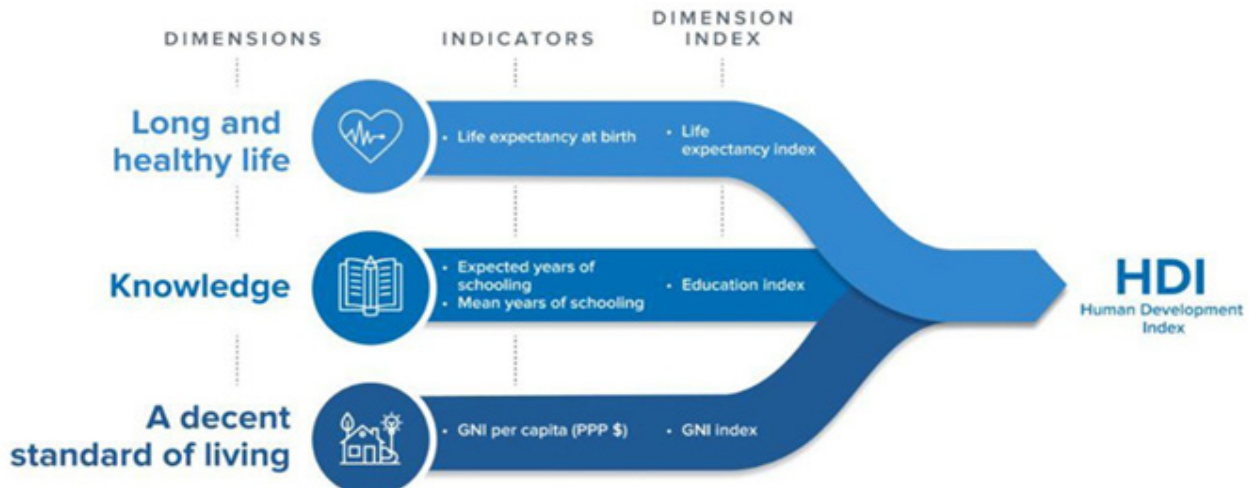 DIMENSIONS
INDICATORS
DIMENSION
INDEX
Long and
healthy life
• Life expectancy at birth
• Life
expectancy index
Knowledge
• Expected years of
schooling
• Mean years of schooling
• Education index
A decent
standard of living
• GNI per capita (PPP $)
• GNI index
HDI
Human Development
Index